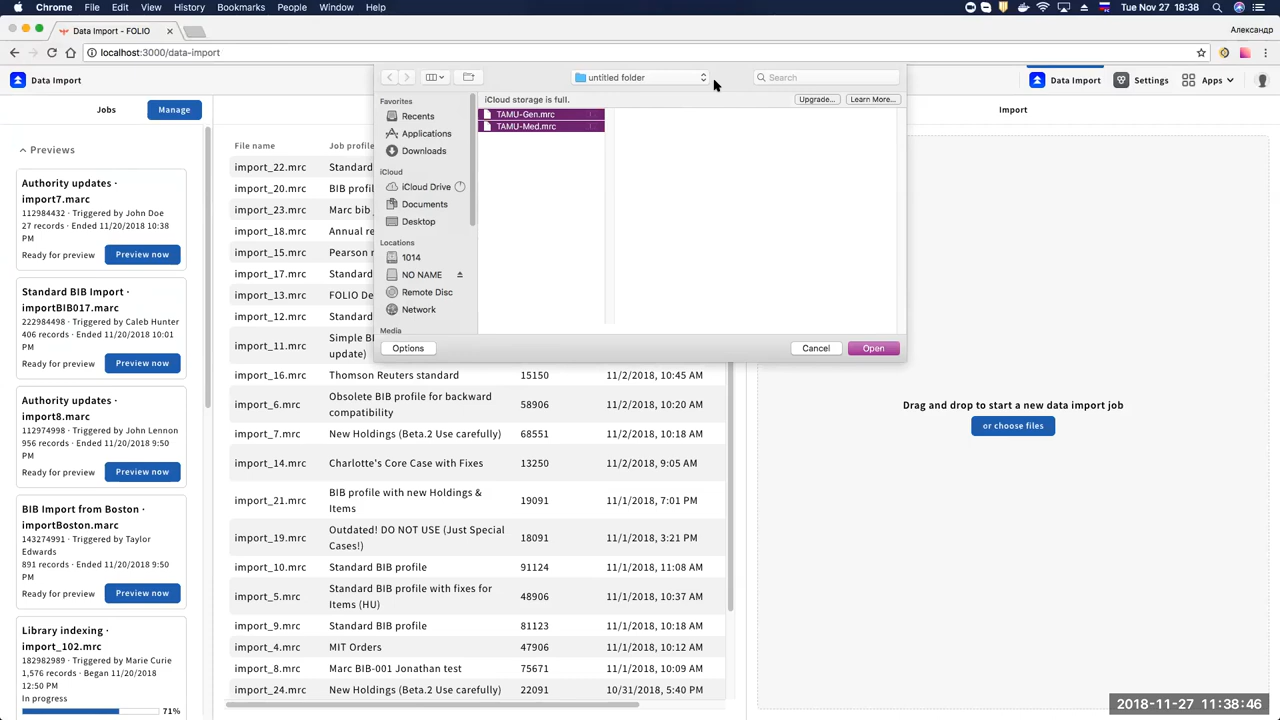 Chrome File Edit View History Bookmarks People Window Help
Tue Nov 27 18:38
Data Import - FOLIO
Александр
localhost:3000/data-import
Data Import
Data Import
Settings
Apps
untitled folder
Search
Jobs
Manage
Import
Previews
Authority updates ·
import7.marc
112984432 · Triggered by John Doe
27 records · Ended 11/20/2018 10:38
PM
Ready for preview
Preview now
Standard BIB Import ·
importBIB017.marc
222984498 · Triggered by Caleb Hunter
406 records · Ended 11/20/2018 10:01
PM
Ready for preview
Preview now
Authority updates ·
import8.marc
112974998 · Triggered by John Lennon
956 records · Ended 11/20/2018 9:50
PM
Ready for preview
Preview now
BIB Import from Boston ·
importBoston.marc
143274991 · Triggered by Taylor
Edwards
891 records · Ended 11/20/2018 9:50
PM
Ready for preview
Preview now
Library indexing ·
import_102.mrc
182982989 · Triggered by Marie Curie
1,576 records · Began 11/20/2018
12:50 PM
In progress
71%
File name
Job profile
import_22.mrc Standard
import_20.mrc BIB profil
import_23.mrc Marc bib
import_18.mrc Annual re
import_15.mrc Pearson r
import_17.mrc Standard
import_13.mrc FOLIO De
import_12.mrc Standard
import_11.mrc Simple BI
update)
import_16.mrc Thomson Reuters standard 15150 11/2/2018, 10:45 AM
import_6.mrc Obsolete BIB profile for backward
compatibility 58906 11/2/2018, 10:20 AM
import_7.mrc New Holdings (Beta.2 Use carefully) 68551 11/2/2018, 10:18 AM
import_14.mrc Charlotte's Core Case with Fixes 13250 11/2/2018, 9:05 AM
import_21.mrc BIB profile with new Holdings &
Items 19091 11/1/2018, 7:01 PM
import_19.mrc Outdated! DO NOT USE (Just Special
Cases!) 18091 11/1/2018, 3:21 PM
import_10.mrc Standard BIB profile 91124 11/1/2018, 11:08 AM
import_5.mrc Standard BIB profile with fixes for
Items (HU) 48906 11/1/2018, 10:37 AM
import_9.mrc Standard BIB profile 81123 11/1/2018, 10:18 AM
import_4.mrc MIT Orders 47906 11/1/2018, 10:12 AM
import_8.mrc Marc BIB-001 Jonathan test 75671 11/1/2018, 10:09 AM
import_24.mrc New Holdings (Beta.2 Use carefully) 22091 10/31/2018, 5:40 PM
Favorites
Recents
Applications
Downloads
iCloud
iCloud Drive
Documents
Desktop
Locations
1014
NO NAME
Remote Disc
Network
Media
iCloud storage is full.
Upgrade...
Learn More...
TAMU-Gen.mrc
TAMU-Med.mrc
Options
Cancel
Open
Drag and drop to start a new data import job
or choose files
2018-11-27 11:38:46